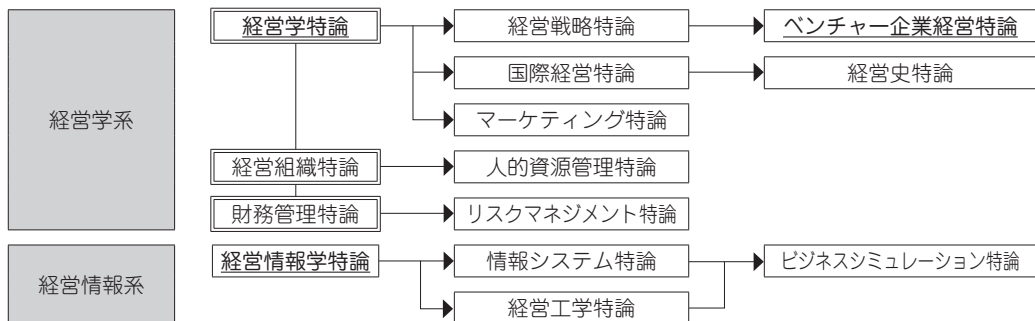 経営学系
経営学特論
経営戦略特論
ベンチャー企業経営特論
国際経営特論
経営史特論
マーケティング特論
経営組織特論
人的資源管理特論
財務管理特論
リスクマネジメント特論
経営情報系
経営情報学特論
情報システム特論
ビジネスシミュレーション特論
経営工学特論